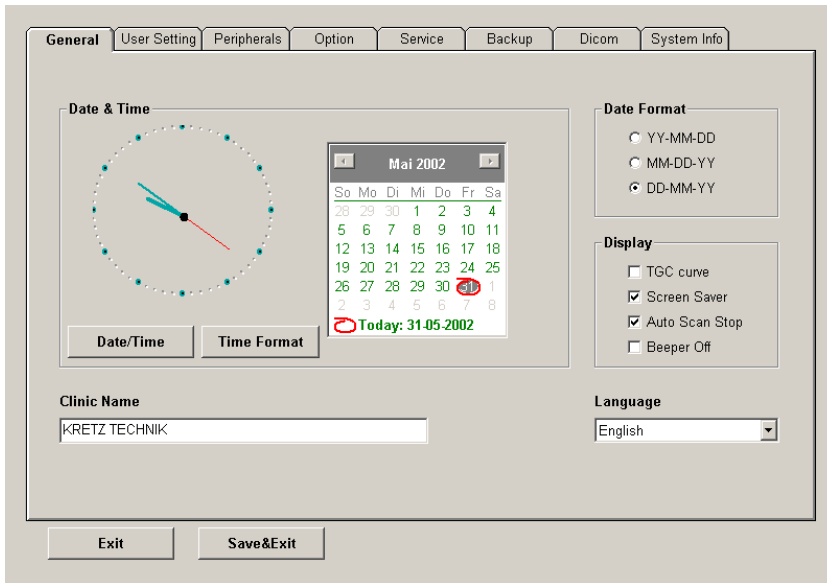 General User Setting Peripherals Option Service Backup Dicom System Info
Date & Time
Mai 2002
So Mo Di Mi Do Fr Sa
28 29 30 1 2 3 4
5 6 7 8 9 10 11
12 13 14 15 16 17 18
19 20 21 22 23 24 25
26 27 28 29 30 31 1
2 3 4 5 6 7 8
Today: 31-05-2002
Date/Time Time Format
Date Format
YY-MM-DD
MM-DD-YY
DD-MM-YY
Display
TGC curve
Screen Saver
Auto Scan Stop
Beeper Off
Clinic Name
KRETZ TECHNIK
Language
English
Exit Save&Exit